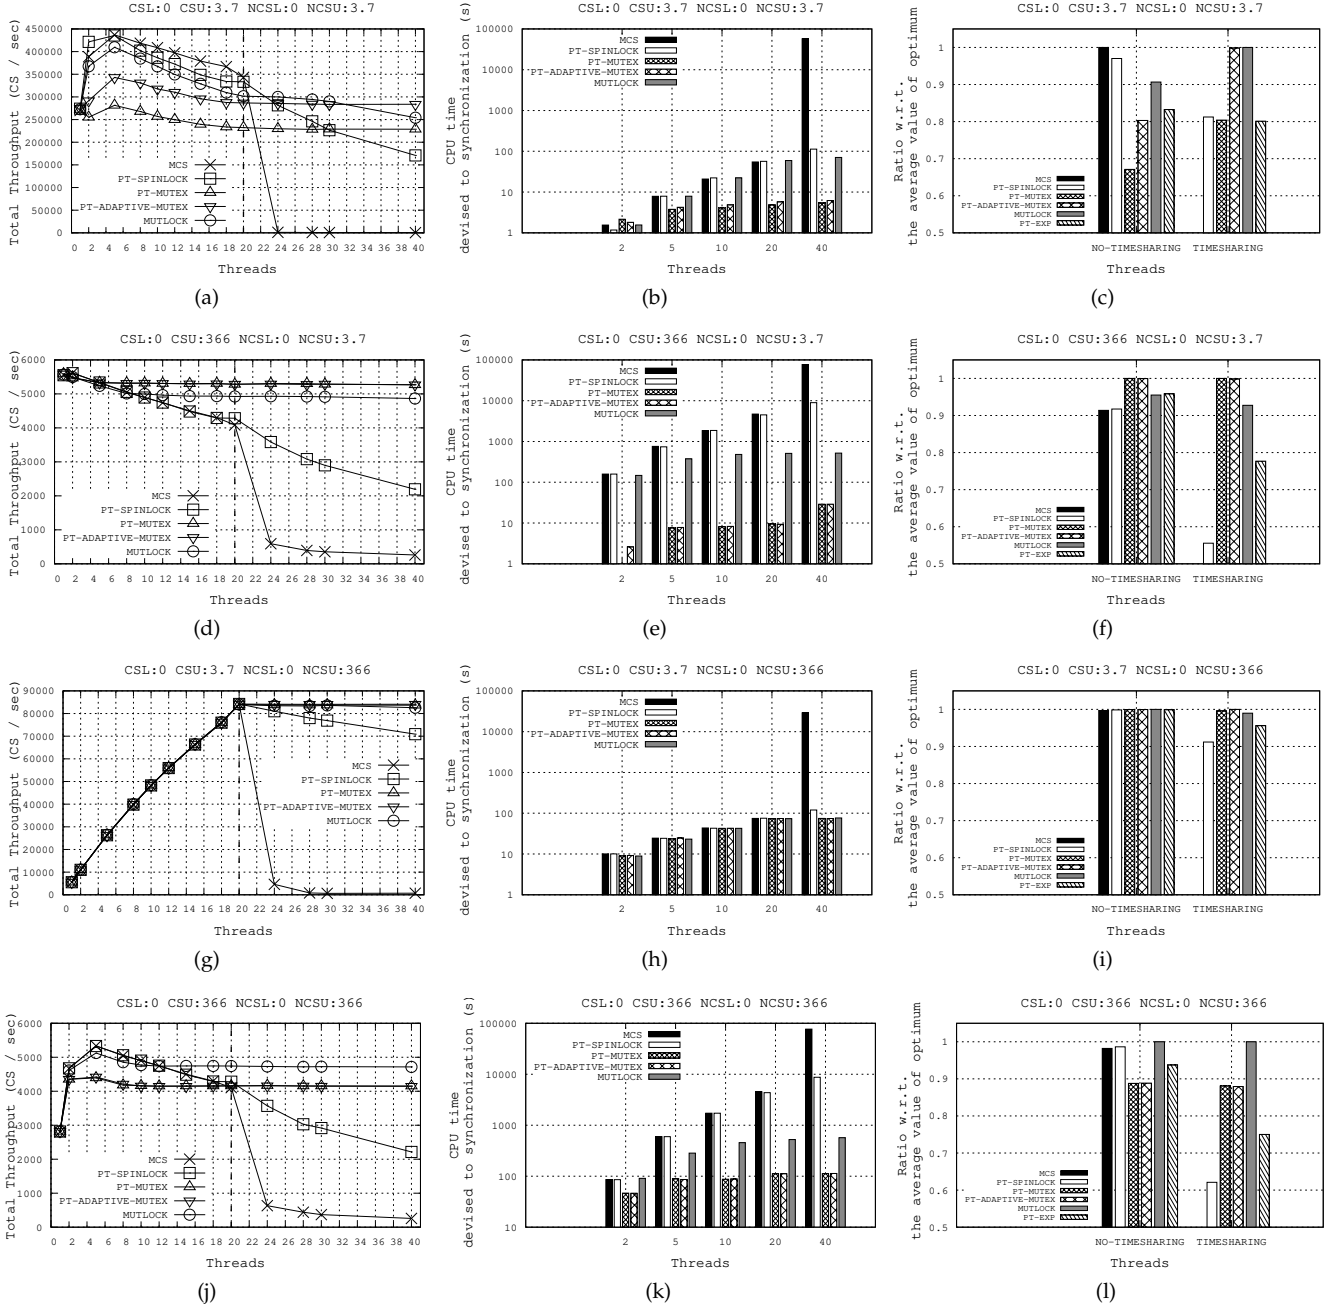 CSL:0 CSU:3.7 NCSL:0 NCSU:3.7
Total Throughput (CS / sec)
450000
400000
350000
300000
250000
200000
150000
100000
50000
0
MCS
PT-SPINLOCK
PT-MUTEX
PT-ADAPTIVE-MUTEX
MUTLOCK
0 2 4 6 8 10 12 14 16 18 20 22 24 26 28 30 32 34 36 38 40
Threads
(a)
CSL:0 CSU:3.7 NCSL:0 NCSU:3.7
CPU time
devised to synchronization (s)
100000
10000
1000
100
10
1
MCS
PT-SPINLOCK
PT-MUTEX
PT-ADAPTIVE-MUTEX
MUTLOCK
2 5 10 20 40
Threads
(b)
CSL:0 CSU:3.7 NCSL:0 NCSU:3.7
Ratio w.r.t.
the average value of optimum
1
0.9
0.8
0.7
0.6
0.5
MCS
PT-SPINLOCK
PT-MUTEX
PT-ADAPTIVE-MUTEX
MUTLOCK
PT-EXP
NO-TIMESHARING TIMESHARING
Threads
(c)
CSL:0 CSU:366 NCSL:0 NCSU:3.7
Total Throughput (CS / sec)
6000
5000
4000
3000
2000
1000
0
MCS
PT-SPINLOCK
PT-MUTEX
PT-ADAPTIVE-MUTEX
MUTLOCK
0 2 4 6 8 10 12 14 16 18 20 22 24 26 28 30 32 34 36 38 40
Threads
(d)
CSL:0 CSU:366 NCSL:0 NCSU:3.7
CPU time
devised to synchronization (s)
100000
10000
1000
100
10
1
MCS
PT-SPINLOCK
PT-MUTEX
PT-ADAPTIVE-MUTEX
MUTLOCK
2 5 10 20 40
Threads
(e)
CSL:0 CSU:366 NCSL:0 NCSU:3.7
Ratio w.r.t.
the average value of optimum
1
0.9
0.8
0.7
0.6
0.5
MCS
PT-SPINLOCK
PT-MUTEX
PT-ADAPTIVE-MUTEX
MUTLOCK
PT-EXP
NO-TIMESHARING TIMESHARING
Threads
(f)
CSL:0 CSU:3.7 NCSL:0 NCSU:366
Total Throughput (CS / sec)
90000
80000
70000
60000
50000
40000
30000
20000
10000
0
MCS
PT-SPINLOCK
PT-MUTEX
PT-ADAPTIVE-MUTEX
MUTLOCK
0 2 4 6 8 10 12 14 16 18 20 22 24 26 28 30 32 34 36 38 40
Threads
(g)
CSL:0 CSU:3.7 NCSL:0 NCSU:366
CPU time
devised to synchronization (s)
100000
10000
1000
100
10
1
MCS
PT-SPINLOCK
PT-MUTEX
PT-ADAPTIVE-MUTEX
MUTLOCK
2 5 10 20 40
Threads
(h)
CSL:0 CSU:3.7 NCSL:0 NCSU:366
Ratio w.r.t.
the average value of optimum
1
0.9
0.8
0.7
0.6
0.5
MCS
PT-SPINLOCK
PT-MUTEX
PT-ADAPTIVE-MUTEX
MUTLOCK
PT-EXP
NO-TIMESHARING TIMESHARING
Threads
(i)
CSL:0 CSU:366 NCSL:0 NCSU:366
Total Throughput (CS / sec)
6000
5000
4000
3000
2000
1000
0
MCS
PT-SPINLOCK
PT-MUTEX
PT-ADAPTIVE-MUTEX
MUTLOCK
0 2 4 6 8 10 12 14 16 18 20 22 24 26 28 30 32 34 36 38 40
Threads
(j)
CSL:0 CSU:366 NCSL:0 NCSU:366
CPU time
devised to synchronization (s)
100000
10000
1000
100
10
MCS
PT-SPINLOCK
PT-MUTEX
PT-ADAPTIVE-MUTEX
MUTLOCK
2 5 10 20 40
Threads
(k)
CSL:0 CSU:366 NCSL:0 NCSU:366
Ratio w.r.t.
the average value of optimum
1
0.9
0.8
0.7
0.6
0.5
MCS
PT-SPINLOCK
PT-MUTEX
PT-ADAPTIVE-MUTEX
MUTLOCK
PT-EXP
NO-TIMESHARING TIMESHARING
Threads
(l)